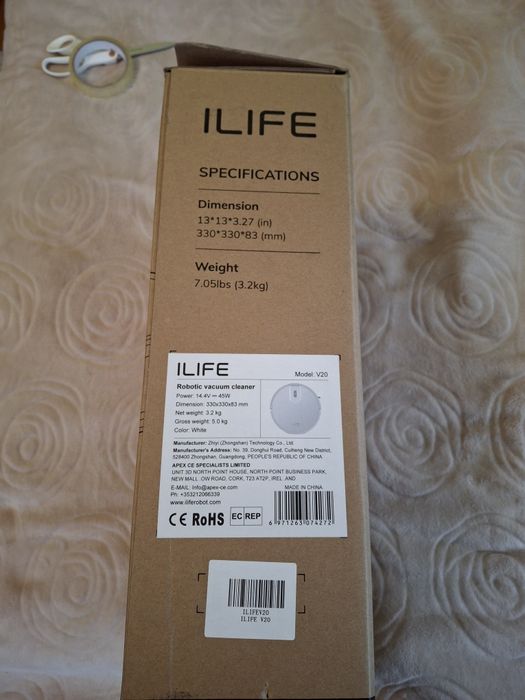 ILIFE
SPECIFICATIONS
Dimension
13*13*3.27 (in)
330*330*83 (mm)
Weight
7.05lbs (3.2kg)
ILIFE
Model: V20
Robotic vacuum cleaner
Power: 14.4V⎓45W
Dimension: 330x330x83 mm
Net weight: 3.2 kg
Gross weight: 5.0 kg
Color: White
Manufacturer: Zhiyi (Zhongshan) Technology Co., Ltd.
Manufacturer's Address: No. 39, Donghui Road, Cuiheng New District,
528400 Zhongshan, Guangdong, PEOPLE'S REPUBLIC OF CHINA.
APEX CE SPECIALISTS LIMITED
UNIT 3D NORTH POINT HOUSE, NORTH POINT BUSINESS PARK,
NEW MALL .OW ROAD, CORK, T23 AT2P, IREL AND
E-MAIL: Info@apex-ce.com
Ph: +353212066339
www.iliferobot.com
MADE IN CHINA
CE RoHS EC REP
6 971263 074272
ILIFEV20
ILIFE V20